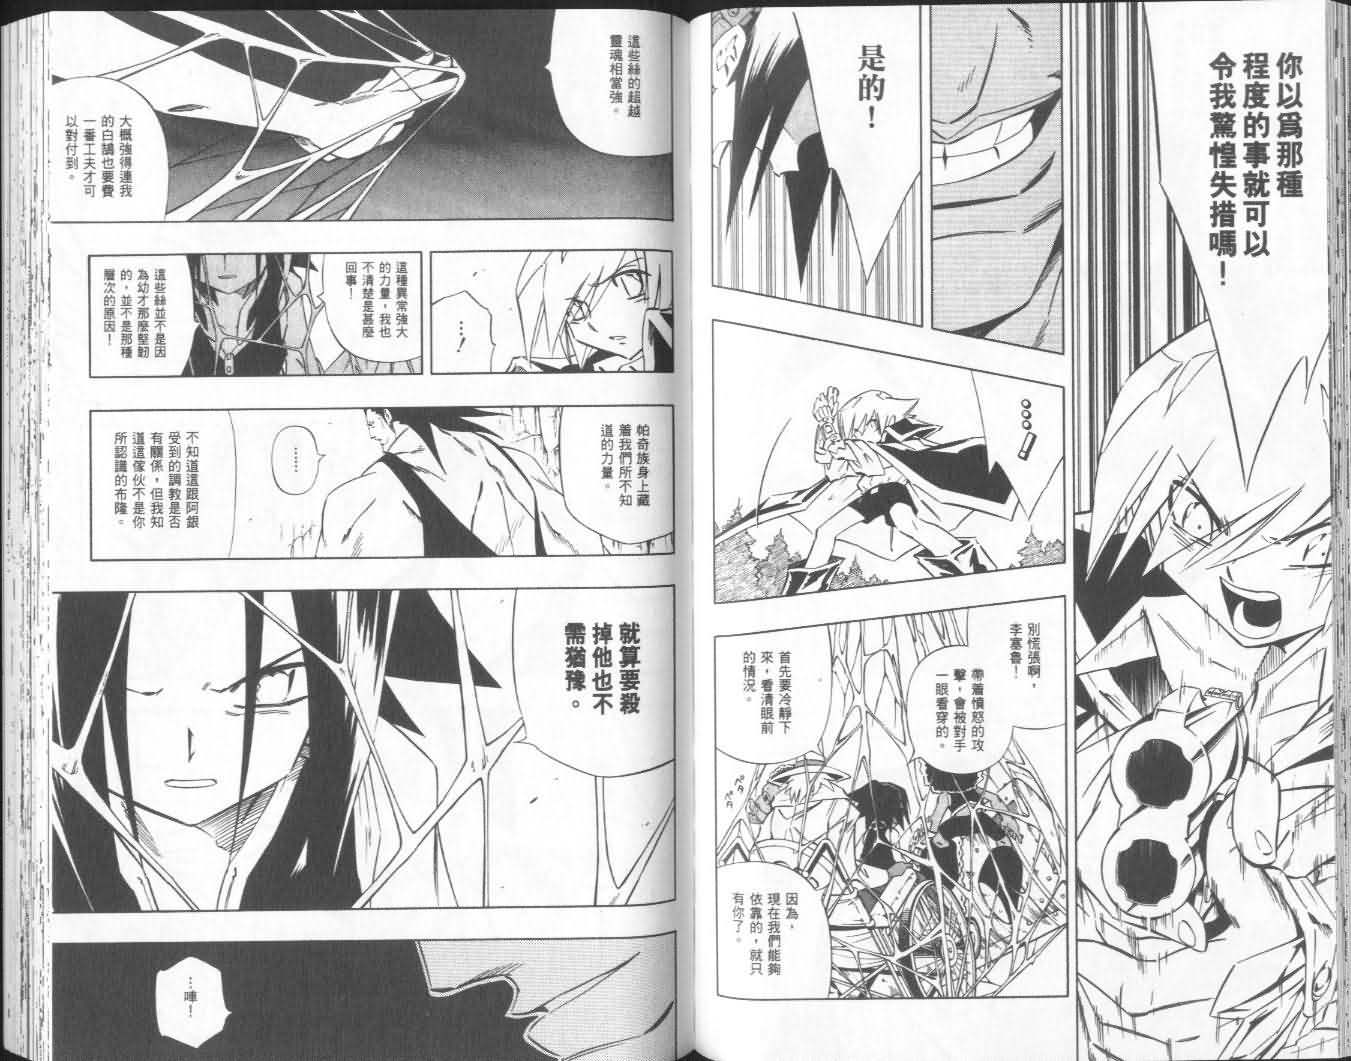 你以爲那種
程度的事就可以
令我驚惶失措嗎！
是的！
…！
別慌張啊，
李塞魯！
帶着憤怒的攻
擊，會被對手
一眼看穿的。
首先要冷靜下
來，看清眼前
的情況。
因為，
現在我們能夠
依靠的，就只
有你了。
這些絲的超越
靈魂相當強。
大概強得連我
的白鵠也要費
一番工夫才可
以對付到。
…！
這種異常強大
的力量，我也
不清楚是甚麼
回事！
這些絲並不是因
為幼才那麼堅韌
的，並不是那種
層次的原因！
帕奇族身上藏
着我們所不知
道的力量。
……
不知道這跟阿銀
受到的調教是否
有關係，但我知
道這傢伙不是你
所認識的布隆。
就算要殺
掉他也不
需猶豫。
…唾！